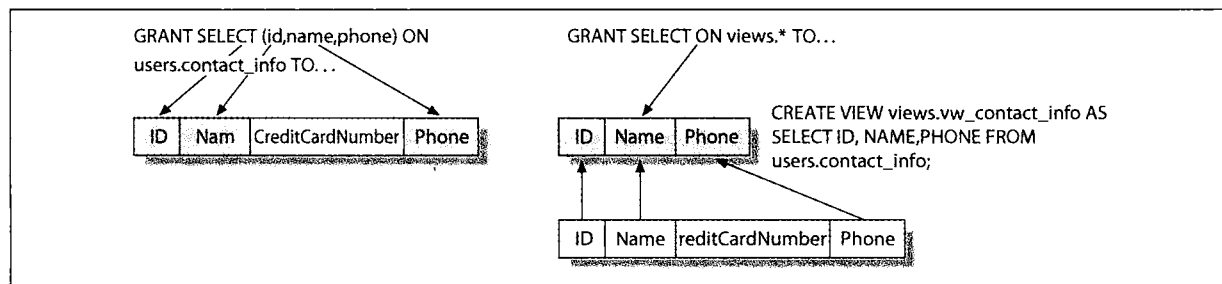 GRANT SELECT (id,name,phone) ON
users.contact_info TO...
ID Nam CreditCardNumber Phone
GRANT SELECT ON views.* TO...
CREATE VIEW views.vw_contact_info AS
SELECT ID, NAME,PHONE FROM
users.contact_info;
ID Name Phone
ID Name reditCardNumber Phone